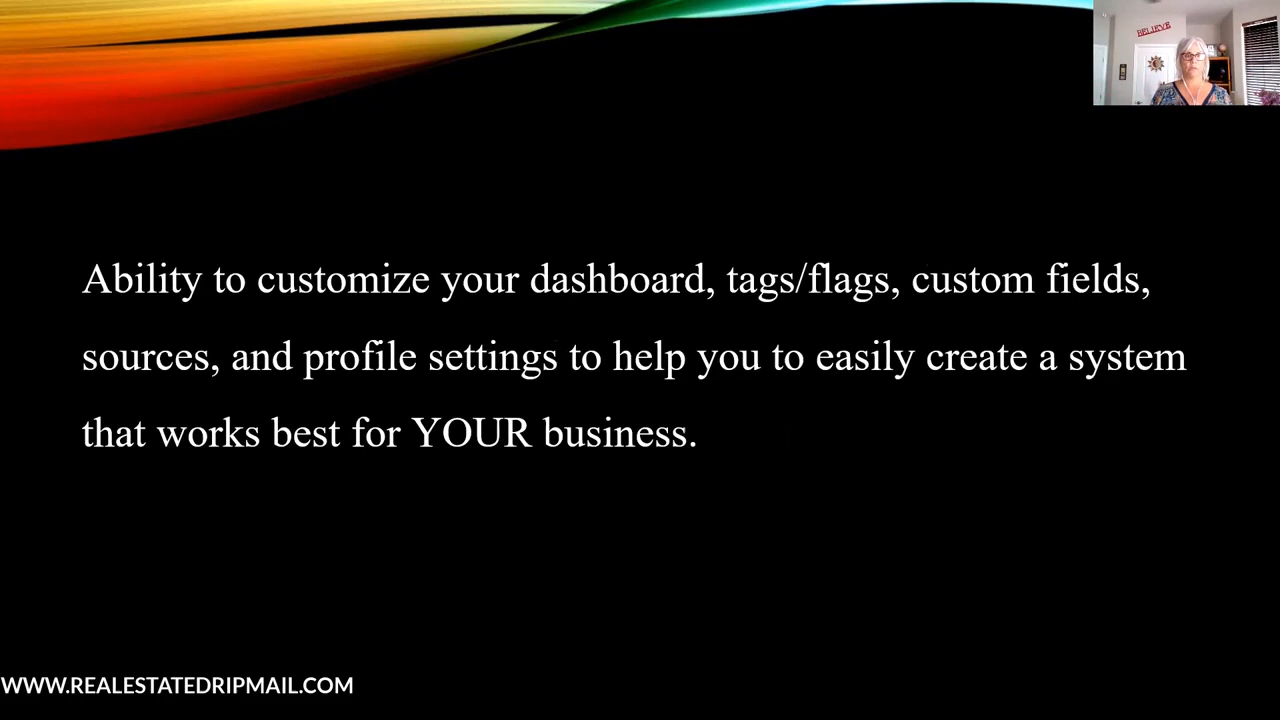 BELIEVE
Ability to customize your dashboard, tags/flags, custom fields,
sources, and profile settings to help you to easily create a system
that works best for YOUR business.
WWW.REALESTATEDRIPMAIL.COM